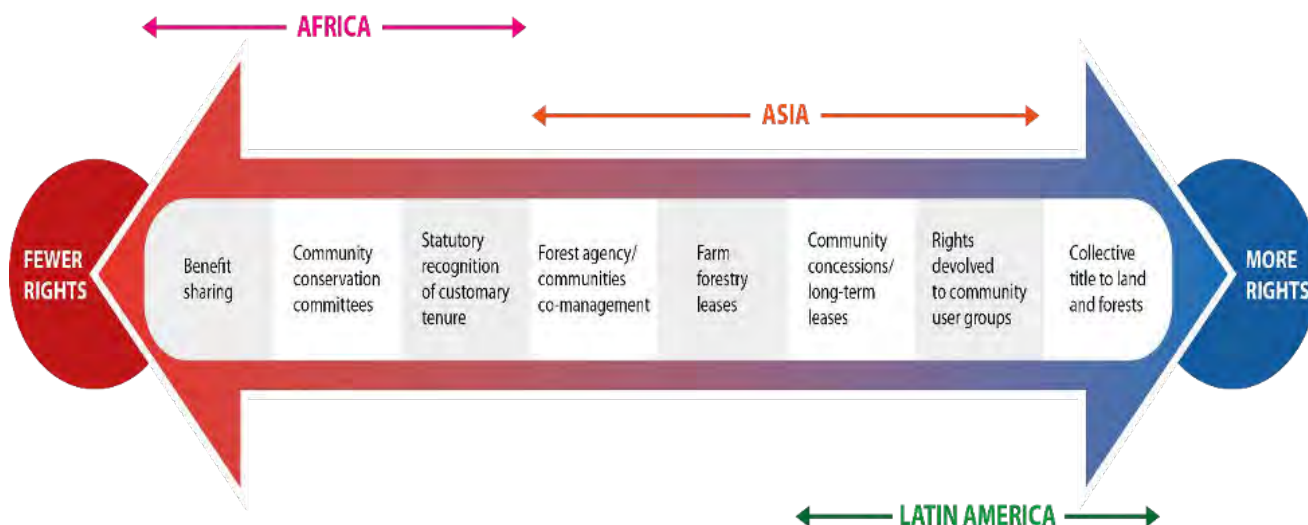 AFRICA
ASIA
FEWER
RIGHTS
Benefit
sharing
Community
conservation
committees
Statutory
recognition
of customary
tenure
Forest agency/
communities
co-management
Farm
forestry
leases
Community
concessions/
long-term
leases
Rights
devolved
to community
user groups
Collective
title to land
and forests
MORE
RIGHTS
LATIN AMERICA